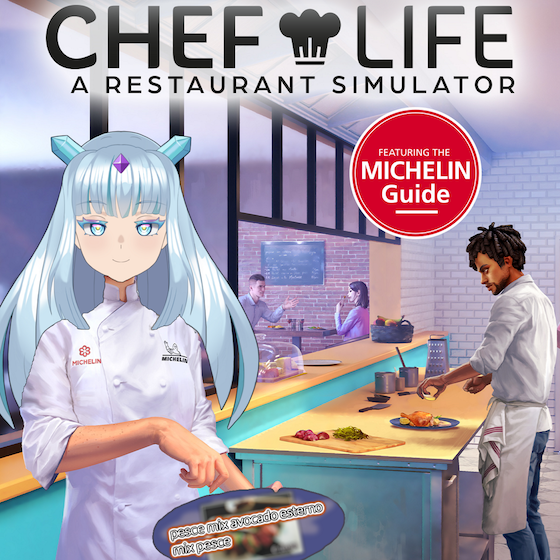 CHEF LIFE
A RESTAURANT SIMULATOR
FEATURING THE
MICHELIN
Guide
MICHELIN
MICHELIN
pesce mix avocado esterno
mix pesce